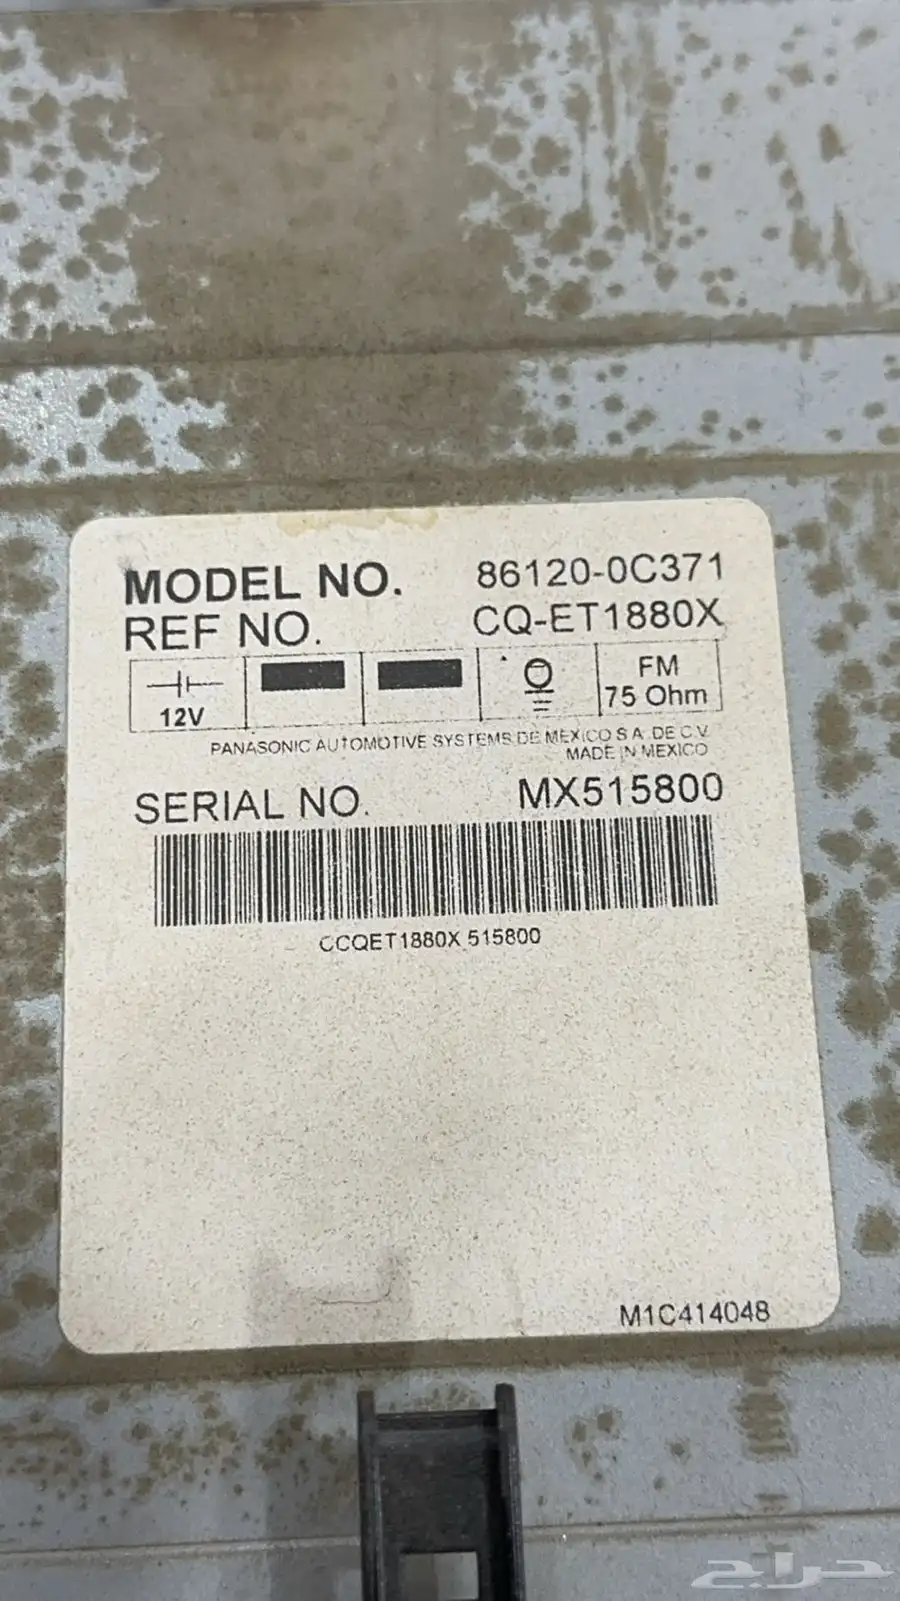 MODEL NO. 86120-0C371
REF NO. CQ-ET1880X
12V
FM
75 Ohm
PANASONIC AUTOMOTIVE SYSTEMS DE MEXICO S.A. DE C.V.
MADE IN MEXICO
SERIAL NO. MX515800
CCQET1880X 515800
M1C414048
حراج